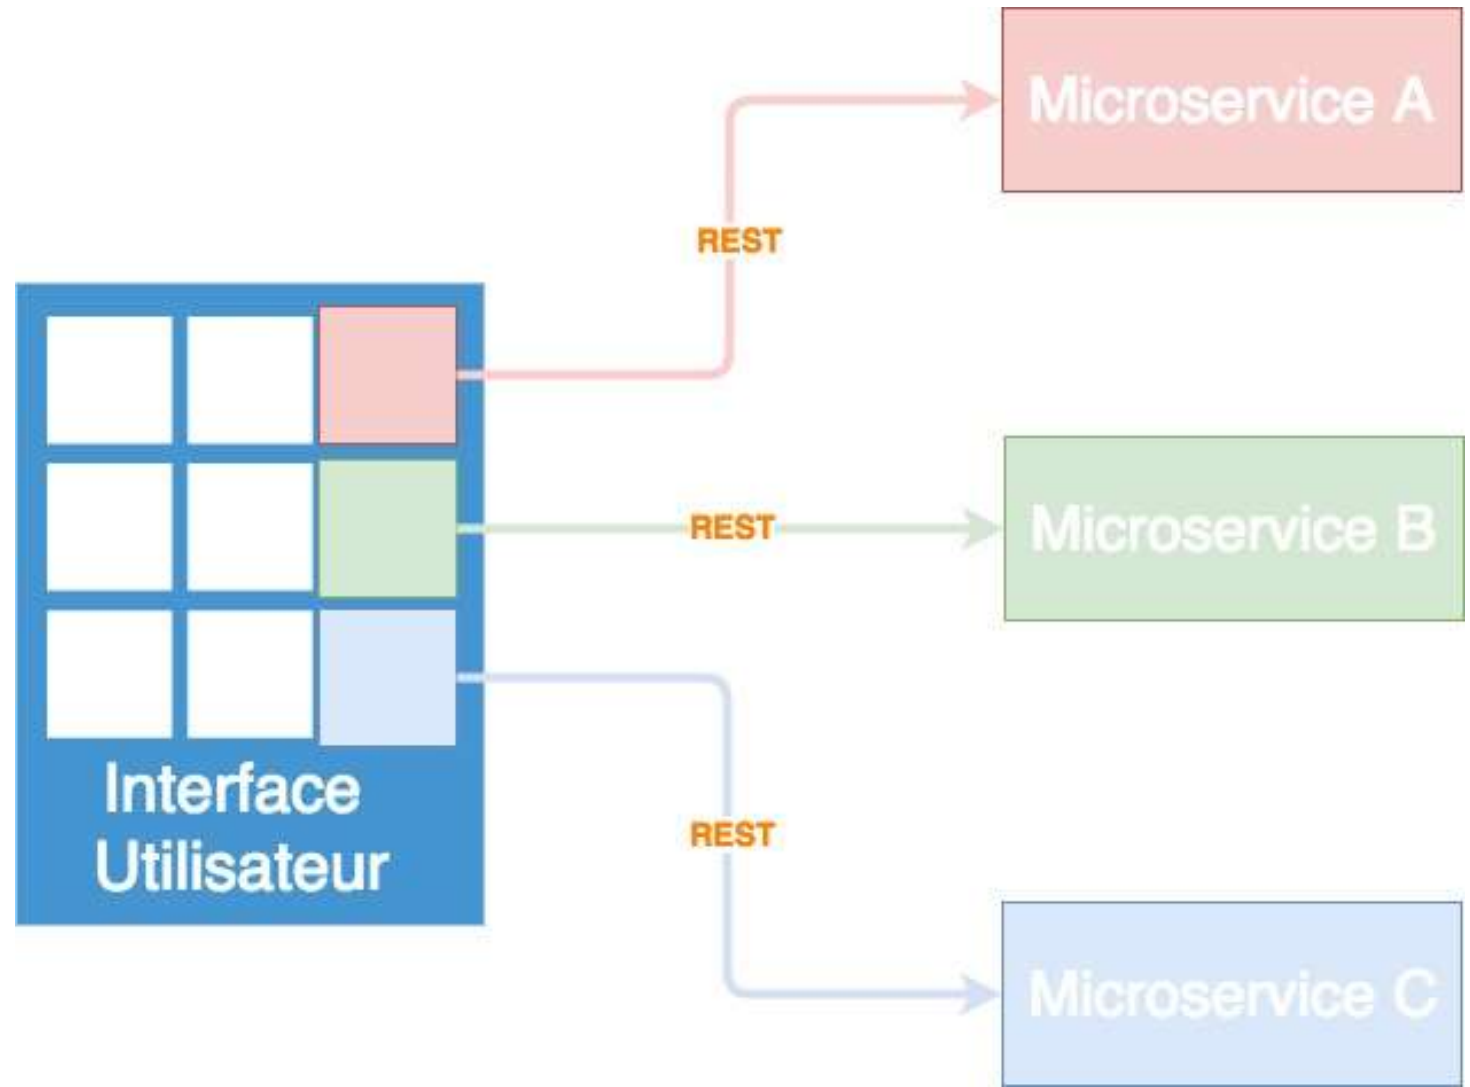 Microservice A
REST
REST
Microservice B
Interface
Utilisateur
REST
Microservice C